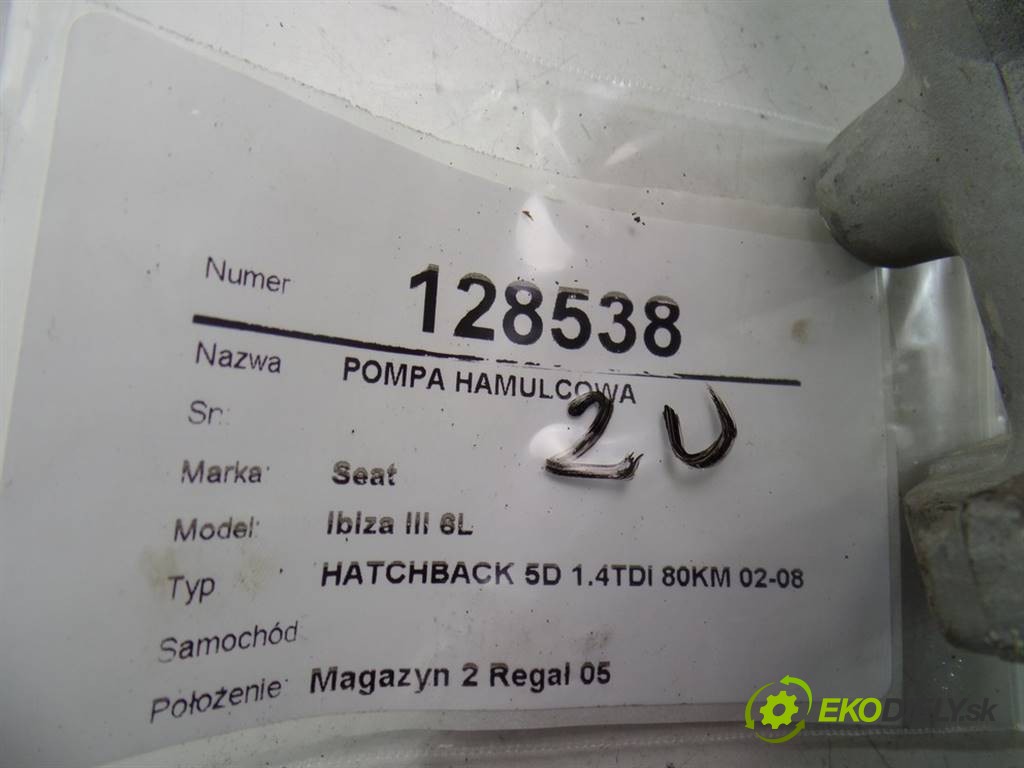 Numer 128538
Nazwa POMPA HAMULCOWA
2U
Sr:
Marka: Seat
Model: Ibiza III 6L
Typ HATCHBACK 5D 1.4TDI 80KM 02-08
Samochód
Położenie: Magazyn 2 Regał 05
EKODIELY.sk